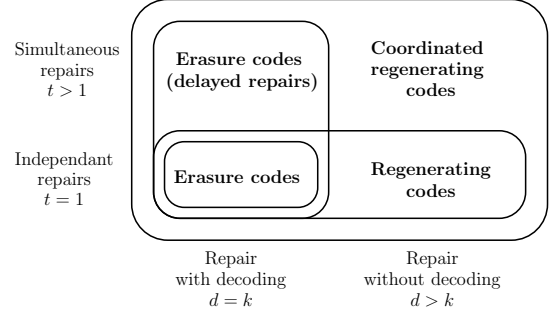 Simultaneous
repairs
t > 1
Erasure codes
(delayed repairs)
Coordinated
regenerating
codes
Independant
repairs
t = 1
Erasure codes
Regenerating
codes
Repair
with decoding
d = k
Repair
without decoding
d > k